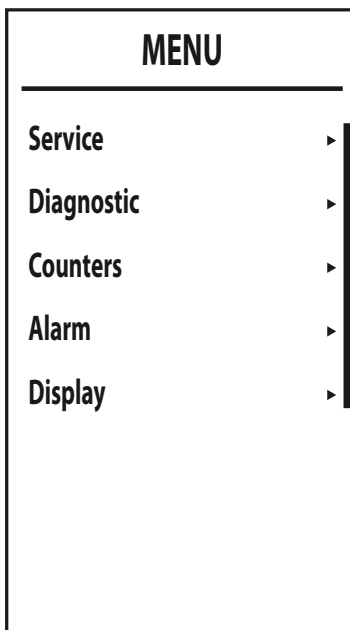 MENU
Service
Diagnostic
Counters
Alarm
Display